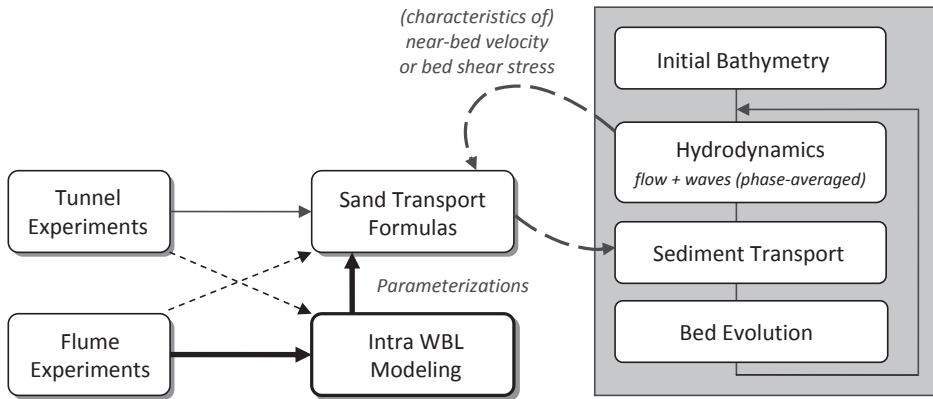 (characteristics of)
near-bed velocity
or bed shear stress
Initial Bathymetry
Hydrodynamics
flow + waves (phase-averaged)
Sediment Transport
Bed Evolution
Tunnel
Experiments
Sand Transport
Formulas
Parameterizations
Flume
Experiments
Intra WBL
Modeling